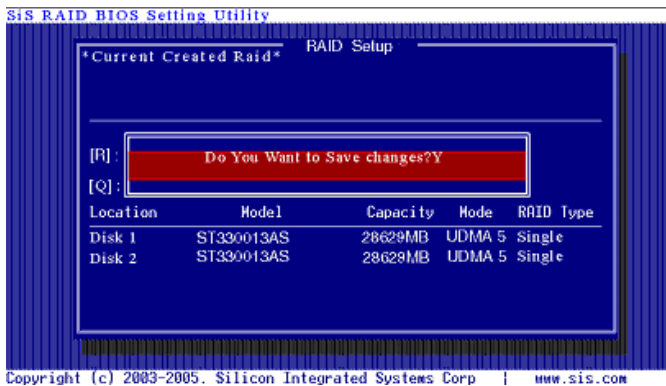 SiS RAID BIOS Setting Utility
RAID Setup
*Current Created Raid*
[R] :
Do You Want to Save changes?Y
[Q] :
Location Model Capacity Mode RAID Type
Disk 1 ST330013AS 28629MB UDMA 5 Single
Disk 2 ST330013AS 28629MB UDMA 5 Single
Copyright (c) 2003-2005. Silicon Integrated Systems Corp | www.sis.com